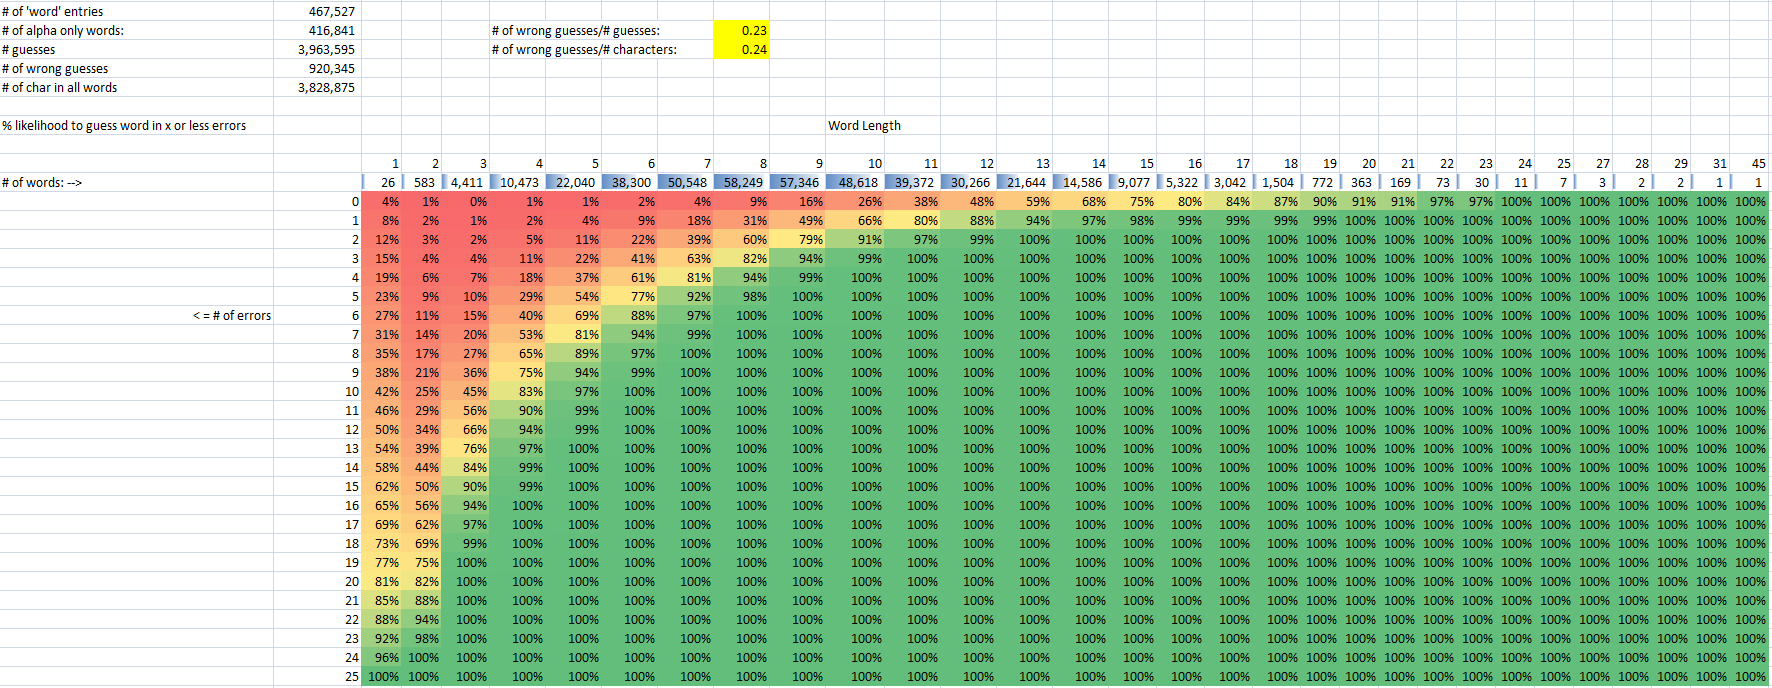 # of 'word' entries 467,527
# of alpha only words: 416,841 # of wrong guesses/# guesses: 0.23
# guesses 3,963,595 # of wrong guesses/# characters: 0.24
# of wrong guesses 920,345
# of char in all words 3,828,875
% likelihood to guess word in x or less errors Word Length
1 2 3 4 5 6 7 8 9 10 11 12 13 14 15 16 17 18 19 20 21 22 23 24 25 27 28 29 31 45
# of words: --> 26 583 4,411 10,473 22,040 38,300 50,548 58,249 57,346 48,618 39,372 30,266 21,644 14,586 9,077 5,322 3,042 1,504 772 363 169 73 30 11 7 3 2 2 1 1
0 4% 1% 0% 1% 1% 2% 4% 9% 16% 26% 38% 48% 59% 68% 75% 80% 84% 87% 90% 91% 91% 97% 97% 100% 100% 100% 100% 100% 100% 100%
1 8% 2% 1% 2% 4% 9% 18% 31% 49% 66% 80% 88% 94% 97% 98% 99% 99% 99% 99% 100% 100% 100% 100% 100% 100% 100% 100% 100% 100% 100%
2 12% 3% 2% 5% 11% 22% 39% 60% 79% 91% 97% 99% 100% 100% 100% 100% 100% 100% 100% 100% 100% 100% 100% 100% 100% 100% 100% 100% 100% 100%
3 15% 4% 4% 11% 22% 41% 63% 82% 94% 99% 100% 100% 100% 100% 100% 100% 100% 100% 100% 100% 100% 100% 100% 100% 100% 100% 100% 100% 100% 100%
4 19% 6% 7% 18% 37% 61% 81% 94% 99% 100% 100% 100% 100% 100% 100% 100% 100% 100% 100% 100% 100% 100% 100% 100% 100% 100% 100% 100% 100% 100%
5 23% 9% 10% 29% 54% 77% 92% 98% 100% 100% 100% 100% 100% 100% 100% 100% 100% 100% 100% 100% 100% 100% 100% 100% 100% 100% 100% 100% 100% 100%
< = # of errors 6 27% 11% 15% 40% 69% 88% 97% 100% 100% 100% 100% 100% 100% 100% 100% 100% 100% 100% 100% 100% 100% 100% 100% 100% 100% 100% 100% 100% 100% 100%
7 31% 14% 20% 53% 81% 94% 99% 100% 100% 100% 100% 100% 100% 100% 100% 100% 100% 100% 100% 100% 100% 100% 100% 100% 100% 100% 100% 100% 100% 100%
8 35% 17% 27% 65% 89% 97% 100% 100% 100% 100% 100% 100% 100% 100% 100% 100% 100% 100% 100% 100% 100% 100% 100% 100% 100% 100% 100% 100% 100% 100%
9 38% 21% 36% 75% 94% 99% 100% 100% 100% 100% 100% 100% 100% 100% 100% 100% 100% 100% 100% 100% 100% 100% 100% 100% 100% 100% 100% 100% 100% 100%
10 42% 25% 45% 83% 97% 100% 100% 100% 100% 100% 100% 100% 100% 100% 100% 100% 100% 100% 100% 100% 100% 100% 100% 100% 100% 100% 100% 100% 100% 100%
11 46% 29% 56% 90% 99% 100% 100% 100% 100% 100% 100% 100% 100% 100% 100% 100% 100% 100% 100% 100% 100% 100% 100% 100% 100% 100% 100% 100% 100% 100%
12 50% 34% 66% 94% 99% 100% 100% 100% 100% 100% 100% 100% 100% 100% 100% 100% 100% 100% 100% 100% 100% 100% 100% 100% 100% 100% 100% 100% 100% 100%
13 54% 39% 76% 97% 100% 100% 100% 100% 100% 100% 100% 100% 100% 100% 100% 100% 100% 100% 100% 100% 100% 100% 100% 100% 100% 100% 100% 100% 100% 100%
14 58% 44% 84% 99% 100% 100% 100% 100% 100% 100% 100% 100% 100% 100% 100% 100% 100% 100% 100% 100% 100% 100% 100% 100% 100% 100% 100% 100% 100% 100%
15 62% 50% 90% 99% 100% 100% 100% 100% 100% 100% 100% 100% 100% 100% 100% 100% 100% 100% 100% 100% 100% 100% 100% 100% 100% 100% 100% 100% 100% 100%
16 65% 56% 94% 100% 100% 100% 100% 100% 100% 100% 100% 100% 100% 100% 100% 100% 100% 100% 100% 100% 100% 100% 100% 100% 100% 100% 100% 100% 100% 100%
17 69% 62% 97% 100% 100% 100% 100% 100% 100% 100% 100% 100% 100% 100% 100% 100% 100% 100% 100% 100% 100% 100% 100% 100% 100% 100% 100% 100% 100% 100%
18 73% 69% 99% 100% 100% 100% 100% 100% 100% 100% 100% 100% 100% 100% 100% 100% 100% 100% 100% 100% 100% 100% 100% 100% 100% 100% 100% 100% 100% 100%
19 77% 75% 100% 100% 100% 100% 100% 100% 100% 100% 100% 100% 100% 100% 100% 100% 100% 100% 100% 100% 100% 100% 100% 100% 100% 100% 100% 100% 100% 100%
20 81% 82% 100% 100% 100% 100% 100% 100% 100% 100% 100% 100% 100% 100% 100% 100% 100% 100% 100% 100% 100% 100% 100% 100% 100% 100% 100% 100% 100% 100%
21 85% 88% 100% 100% 100% 100% 100% 100% 100% 100% 100% 100% 100% 100% 100% 100% 100% 100% 100% 100% 100% 100% 100% 100% 100% 100% 100% 100% 100% 100%
22 88% 94% 100% 100% 100% 100% 100% 100% 100% 100% 100% 100% 100% 100% 100% 100% 100% 100% 100% 100% 100% 100% 100% 100% 100% 100% 100% 100% 100% 100%
23 92% 98% 100% 100% 100% 100% 100% 100% 100% 100% 100% 100% 100% 100% 100% 100% 100% 100% 100% 100% 100% 100% 100% 100% 100% 100% 100% 100% 100% 100%
24 96% 100% 100% 100% 100% 100% 100% 100% 100% 100% 100% 100% 100% 100% 100% 100% 100% 100% 100% 100% 100% 100% 100% 100% 100% 100% 100% 100% 100% 100%
25 100% 100% 100% 100% 100% 100% 100% 100% 100% 100% 100% 100% 100% 100% 100% 100% 100% 100% 100% 100% 100% 100% 100% 100% 100% 100% 100% 100% 100% 100%